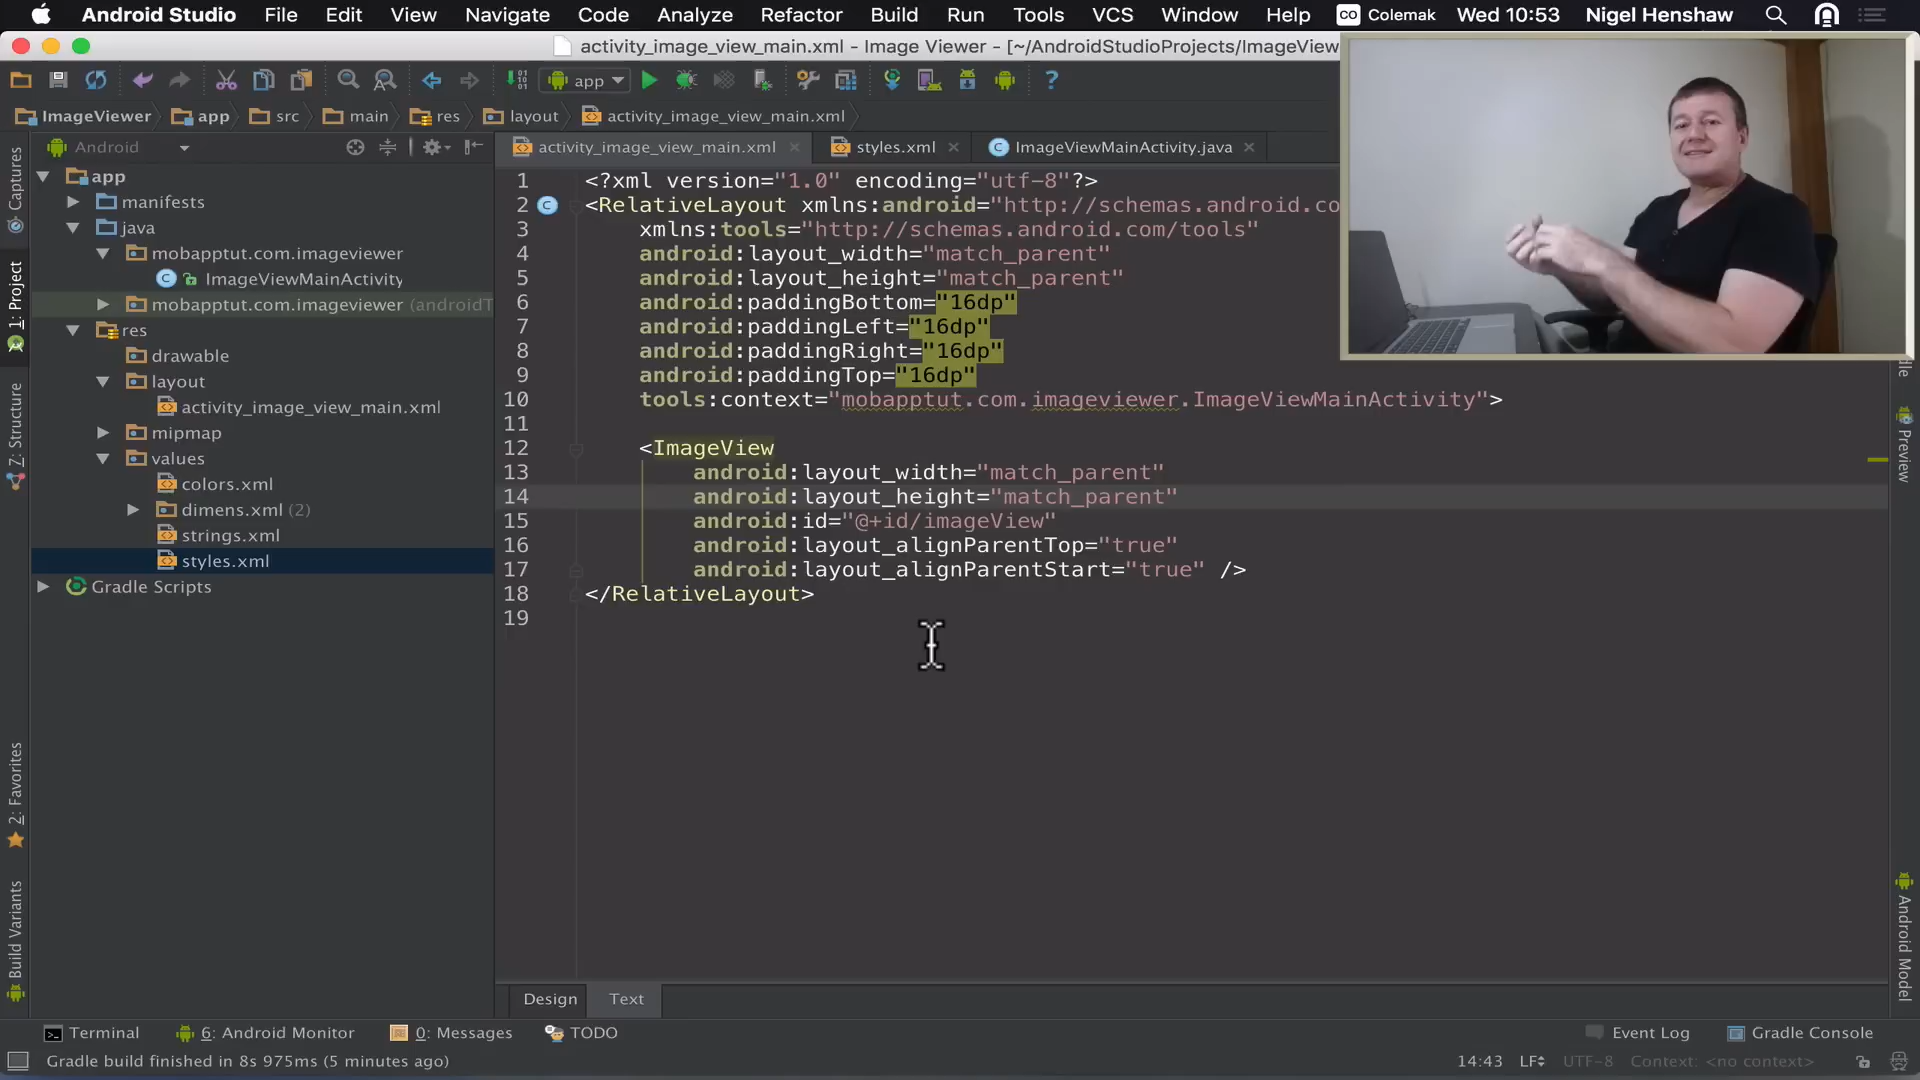 Android Studio File Edit View Navigate Code Analyze Refactor Build Run Tools VCS Window Help CO Colemak Wed 10:53 Nigel Henshaw
activity_image_view_main.xml - Image Viewer - [~/AndroidStudioProjects/ImageView
app
ImageViewer app src main res layout activity_image_view_main.xml
Android
activity_image_view_main.xml styles.xml ImageViewMainActivity.java
Captures
1: Project
7: Structure
2: Favorites
Build Variants
app
manifests
java
mobapptut.com.imageviewer
ImageViewMainActivity
mobapptut.com.imageviewer (androidT
res
drawable
layout
activity_image_view_main.xml
mipmap
values
colors.xml
dimens.xml (2)
strings.xml
styles.xml
Gradle Scripts
1 <?xml version="1.0" encoding="utf-8"?>
2 <RelativeLayout xmlns:android="http://schemas.android.co
3 xmlns:tools="http://schemas.android.com/tools"
4 android:layout_width="match_parent"
5 android:layout_height="match_parent"
6 android:paddingBottom="16dp"
7 android:paddingLeft="16dp"
8 android:paddingRight="16dp"
9 android:paddingTop="16dp"
10 tools:context="mobapptut.com.imageviewer.ImageViewMainActivity">
11
12 <ImageView
13 android:layout_width="match_parent"
14 android:layout_height="match_parent"
15 android:id="@+id/imageView"
16 android:layout_alignParentTop="true"
17 android:layout_alignParentStart="true" />
18 </RelativeLayout>
19
Preview
Android Model
Design Text
Terminal 6: Android Monitor 0: Messages TODO Event Log Gradle Console
Gradle build finished in 8s 975ms (5 minutes ago) 14:43 LF UTF-8 Context: <no context>